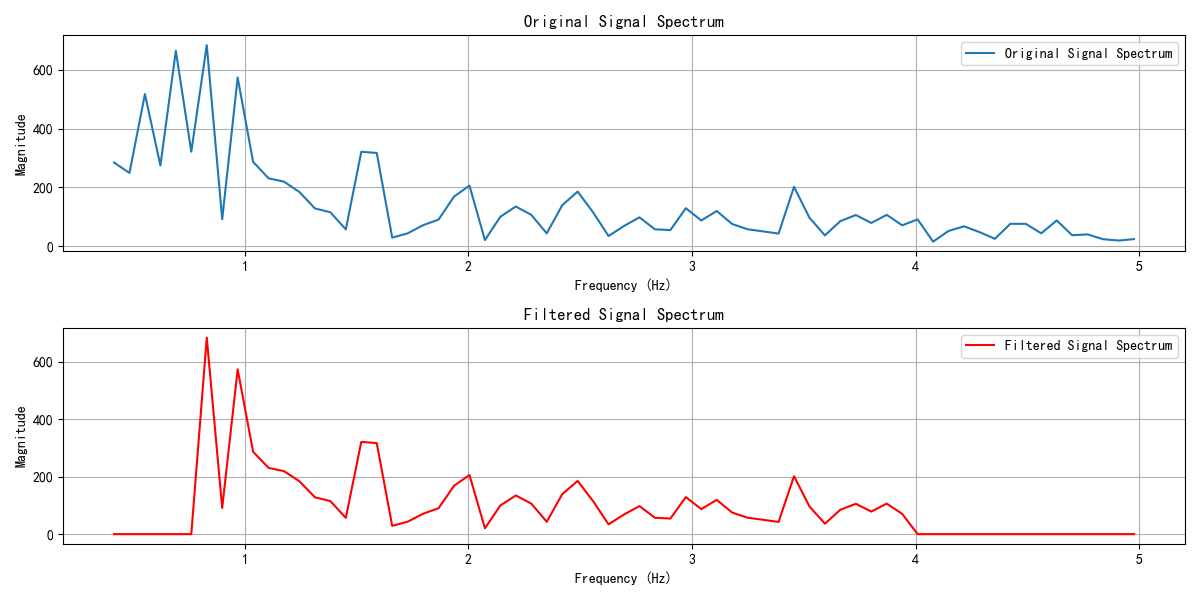 Original Signal Spectrum
Original Signal Spectrum
600
400
200
0
Magnitude
1 2 3 4 5
Frequency (Hz)
Filtered Signal Spectrum
Filtered Signal Spectrum
600
400
200
0
Magnitude
1 2 3 4 5
Frequency (Hz)